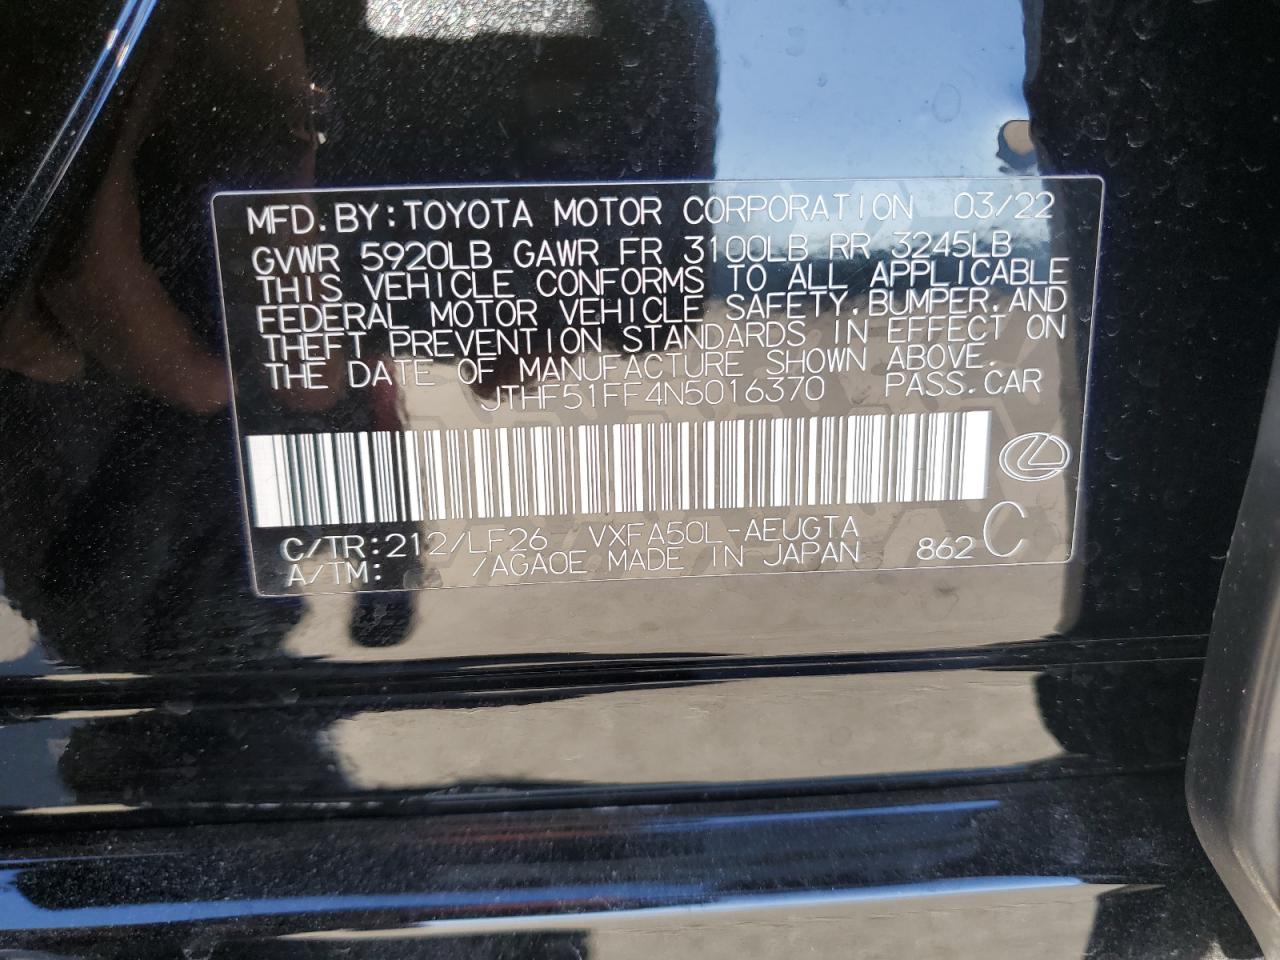 MFD.BY:TOYOTA MOTOR CORPORATION 03/22
GVWR 5920LB GAWR FR 3100LB RR 3245LB
THIS VEHICLE CONFORMS TO ALL APPLICABLE
FEDERAL MOTOR VEHICLE SAFETY,BUMPER,AND
THEFT PREVENTION STANDARDS IN EFFECT ON
THE DATE OF MANUFACTURE SHOWN ABOVE.
JTHF51FF4N5016370 PASS.CAR
C/TR:212/LF26 VXFA50L-AEUGTA
A/TM: /AGA0E MADE IN JAPAN 862 C